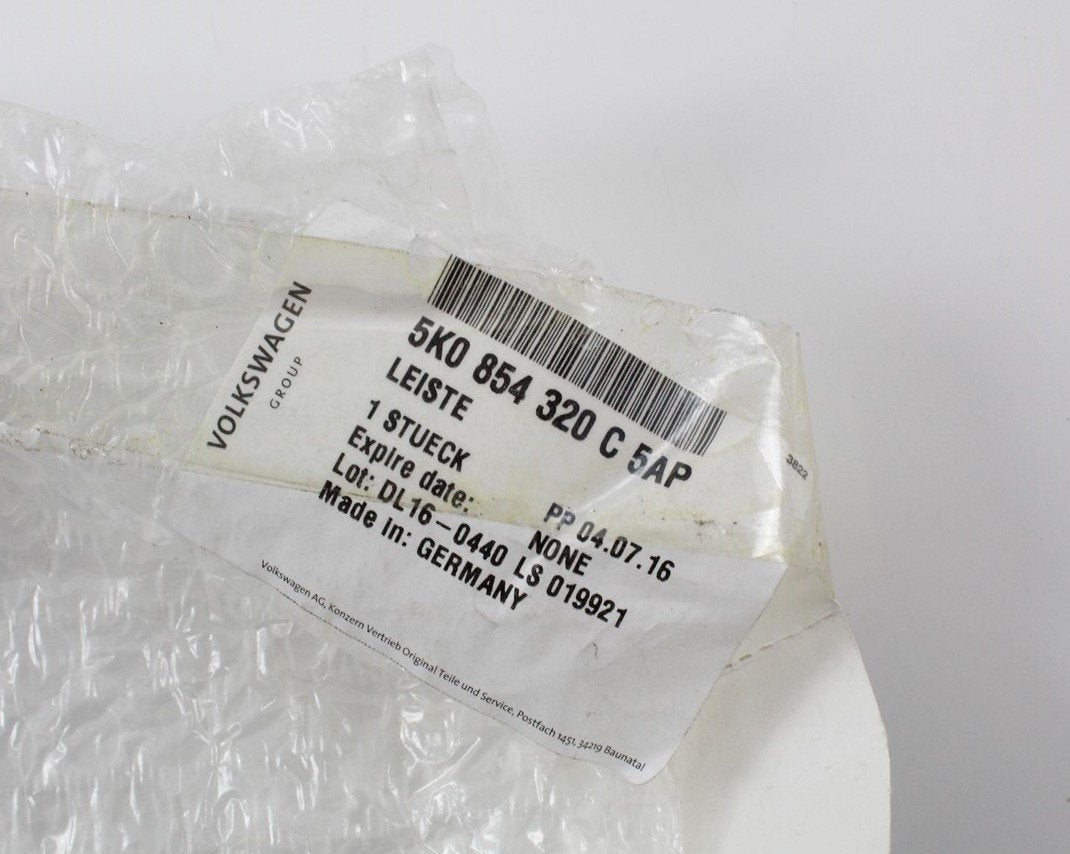 VOLKSWAGEN
GROUP
5K0 854 320 C 5AP
LEISTE
1 STUECK PP 04.07.16
Expire date: NONE
Lot: DL16-0440 LS 019921
Made in: GERMANY
Volkswagen AG, Konzern Vertrieb Original Teile und Service, Postfach 1451, 34219 Baunatal
3822